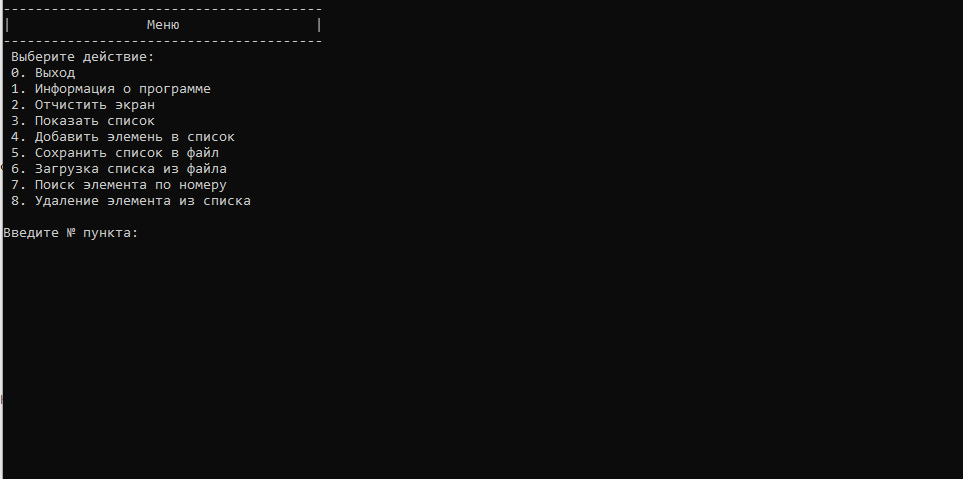 ----------------------------------------
| Меню |
----------------------------------------
Выберите действие:
0. Выход
1. Информация о программе
2. Отчистить экран
3. Показать список
4. Добавить элемень в список
5. Сохранить список в файл
6. Загрузка списка из файла
7. Поиск элемента по номеру
8. Удаление элемента из списка
Введите № пункта: